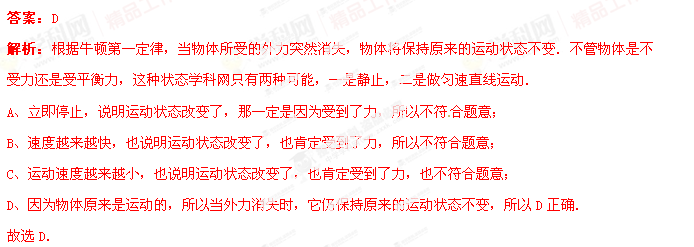 答案：D
解析：根据牛顿第一定律，当物体所受的外力突然消失，物体将保持原来的运动状态不变．不管物体是不
受力还是受平衡力，这种状态学科网只有两种可能，一是静止，二是做匀速直线运动．
A、立即停止，说明运动状态改变了，那一定是因为受到了力，所以不符合题意；
B、速度越来越快，也说明运动状态改变了，也肯定受到了力，所以不符合题意；
C、运动速度越来越小，也说明运动状态改变了，也肯定受到了力，也不符合题意；
D、因为物体原来是运动的，所以当外力消失时，它仍保持原来的运动状态不变，所以 D 正确．
故选 D．